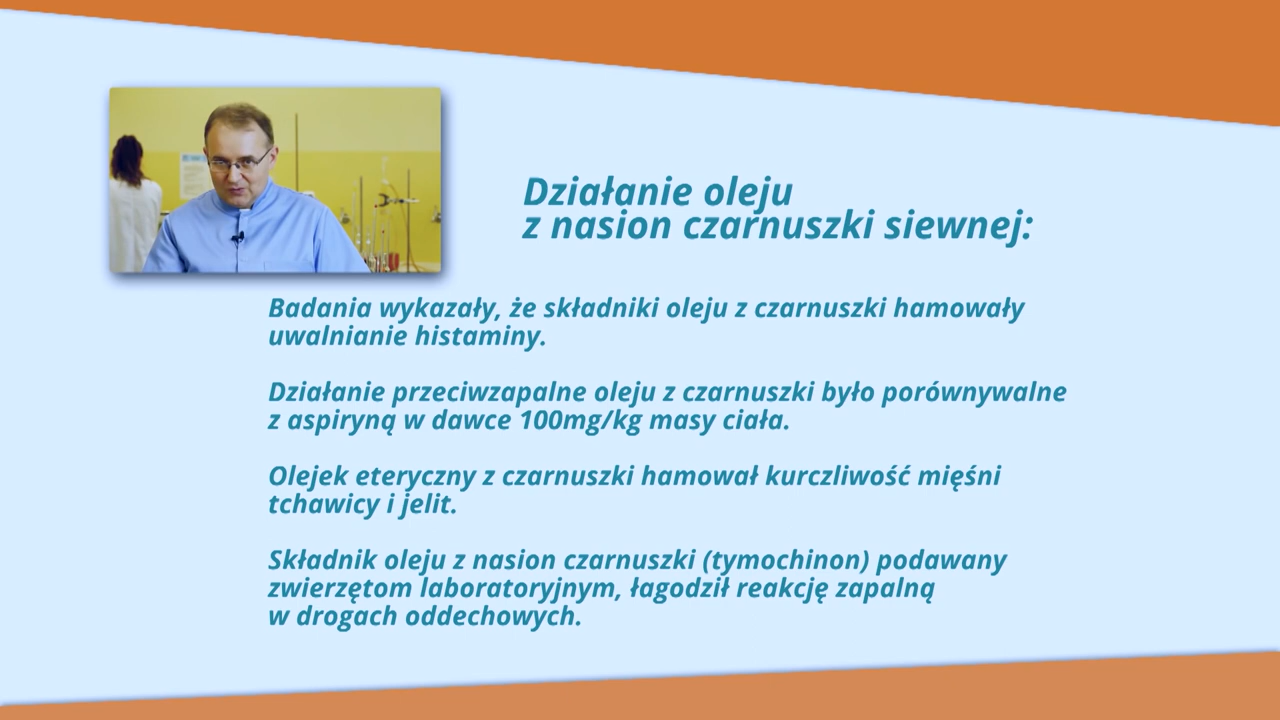 Działanie oleju
z nasion czarnuszki siewnej:
Badania wykazały, że składniki oleju z czarnuszki hamowały
uwalnianie histaminy.
Działanie przeciwzapalne oleju z czarnuszki było porównywalne
z aspiryną w dawce 100mg/kg masy ciała.
Olejek eteryczny z czarnuszki hamował kurczliwość mięśni
tchawicy i jelit.
Składnik oleju z nasion czarnuszki (tymochinon) podawany
zwierzętom laboratoryjnym, łagodził reakcję zapalną
w drogach oddechowych.